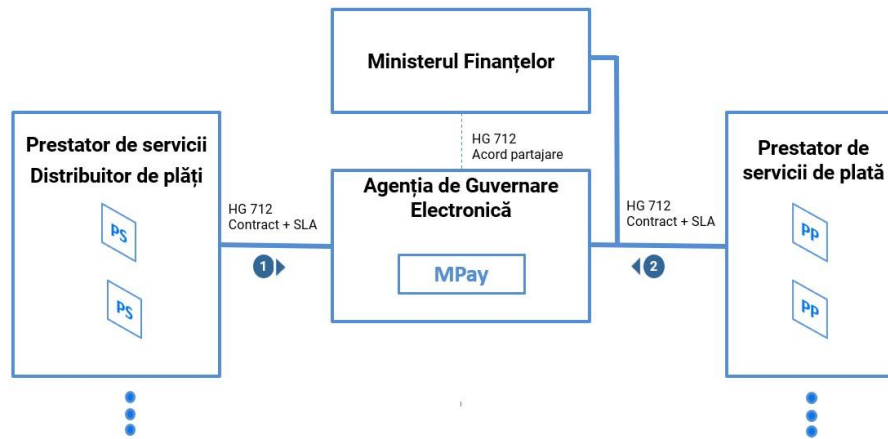 Ministerul Finanțelor
HG 712
Acord partajare
Prestator de servicii
Distribuitor de plăți
PS
PS
HG 712
Contract + SLA
1
Agenția de Guvernare
Electronică
MPay
HG 712
Contract + SLA
2
Prestator de
servicii de plată
PP
PP